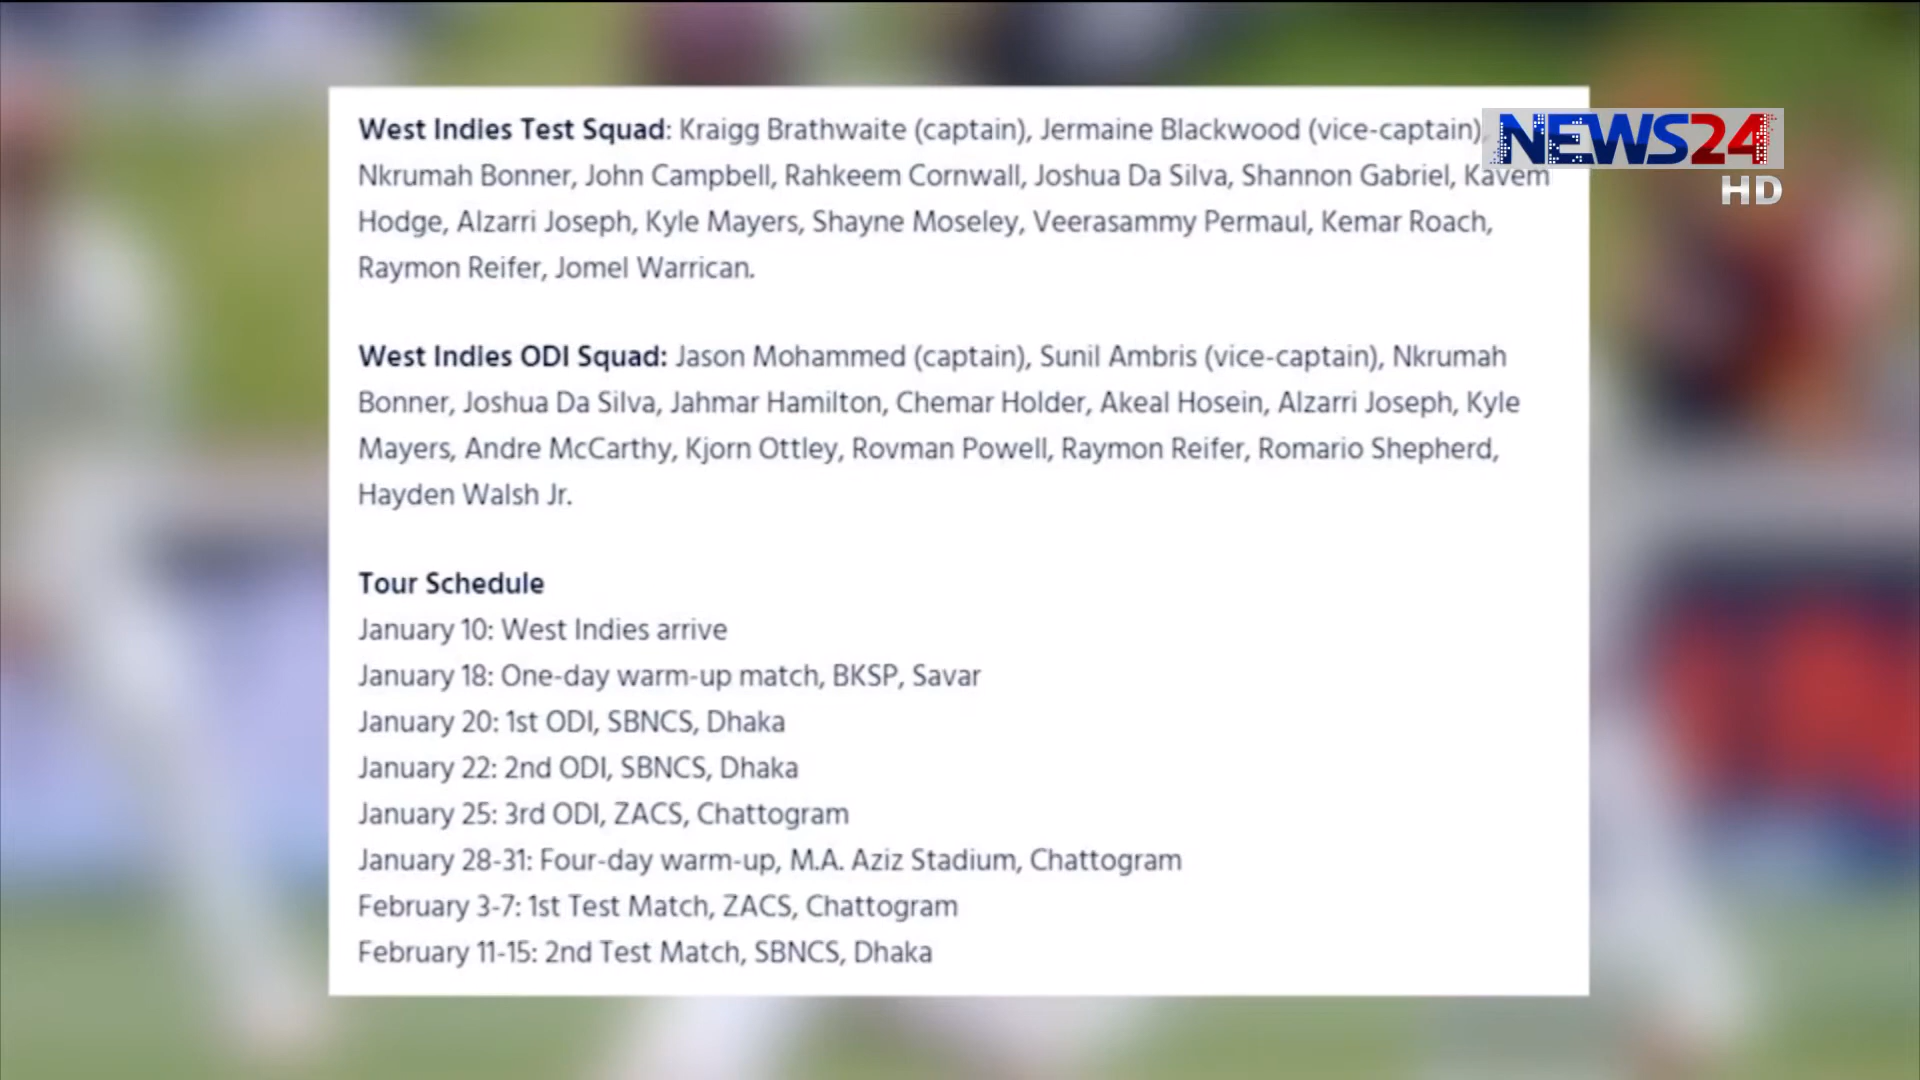 West Indies Test Squad: Kraigg Brathwaite (captain), Jermaine Blackwood (vice-captain),
Nkrumah Bonner, John Campbell, Rahkeem Cornwall, Joshua Da Silva, Shannon Gabriel, Kavem
Hodge, Alzarri Joseph, Kyle Mayers, Shayne Moseley, Veerasammy Permaul, Kemar Roach,
Raymon Reifer, Jomel Warrican.
West Indies ODI Squad: Jason Mohammed (captain), Sunil Ambris (vice-captain), Nkrumah
Bonner, Joshua Da Silva, Jahmar Hamilton, Chemar Holder, Akeal Hosein, Alzarri Joseph, Kyle
Mayers, Andre McCarthy, Kjorn Ottley, Rovman Powell, Raymon Reifer, Romario Shepherd,
Hayden Walsh Jr.
Tour Schedule
January 10: West Indies arrive
January 18: One-day warm-up match, BKSP, Savar
January 20: 1st ODI, SBNCS, Dhaka
January 22: 2nd ODI, SBNCS, Dhaka
January 25: 3rd ODI, ZACS, Chattogram
January 28-31: Four-day warm-up, M.A. Aziz Stadium, Chattogram
February 3-7: 1st Test Match, ZACS, Chattogram
February 11-15: 2nd Test Match, SBNCS, Dhaka
NEWS24
HD